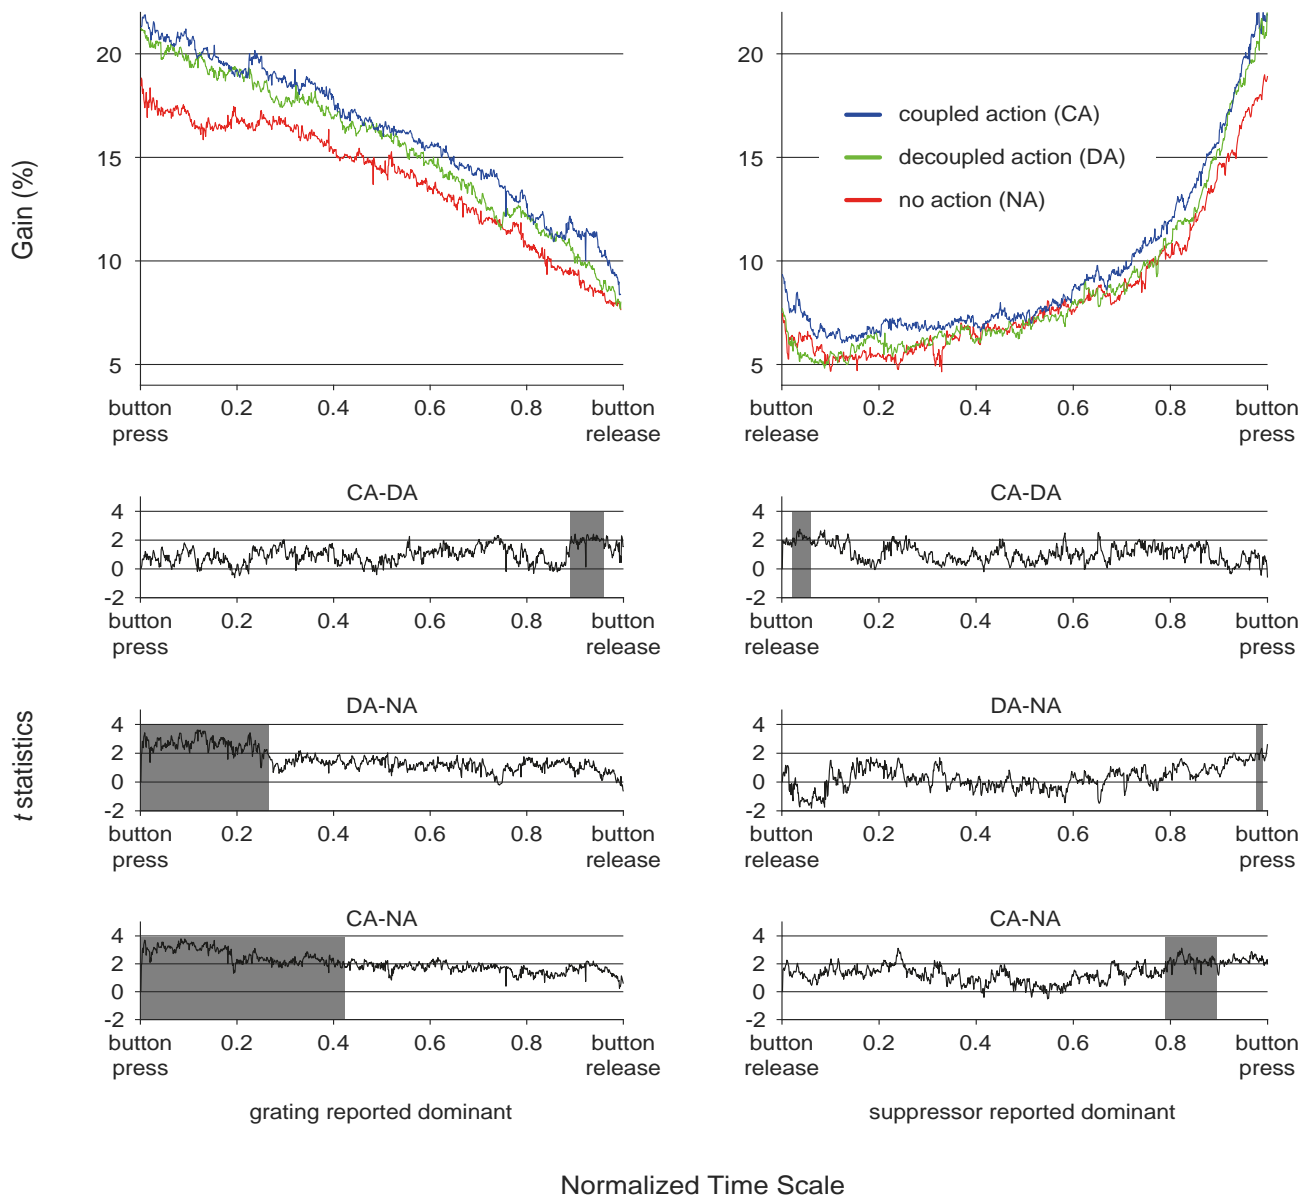 Gain (%)
20
15
10
5
button press
0.2
0.4
0.6
0.8
button release
20
15
10
5
coupled action (CA)
decoupled action (DA)
no action (NA)
button release
0.2
0.4
0.6
0.8
button press
t statistics
CA-DA
4
2
0
-2
button press
0.2
0.4
0.6
0.8
button release
CA-DA
4
2
0
-2
button release
0.2
0.4
0.6
0.8
button press
DA-NA
4
2
0
-2
button press
0.2
0.4
0.6
0.8
button release
DA-NA
4
2
0
-2
button release
0.2
0.4
0.6
0.8
button press
CA-NA
4
2
0
-2
button press
0.2
0.4
0.6
0.8
button release
CA-NA
4
2
0
-2
button release
0.2
0.4
0.6
0.8
button press
grating reported dominant
suppressor reported dominant
Normalized Time Scale